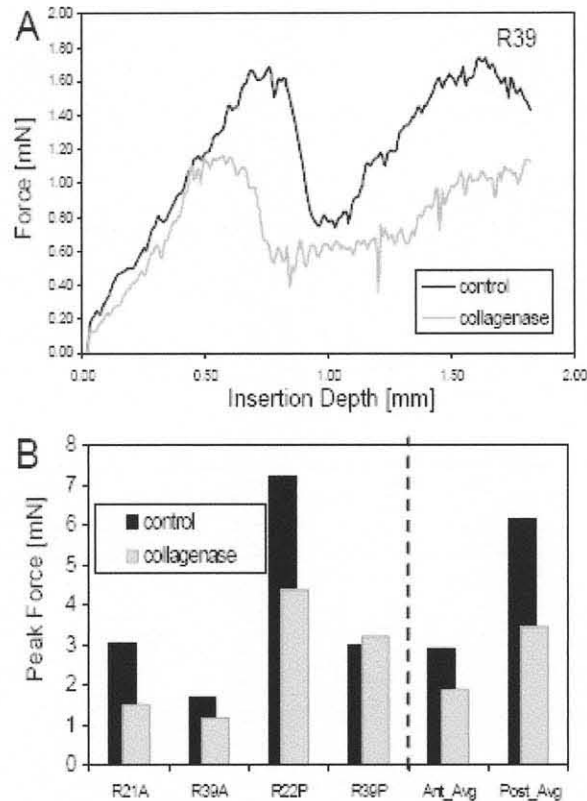 A
R39
Force [mN]
2.00
1.80
1.60
1.40
1.20
1.00
0.80
0.60
0.40
0.20
0.00
control
collagenase
0.00 0.50 1.00 1.50 2.00
Insertion Depth [mm]
B
Peak Force [mN]
8
7
6
5
4
3
2
1
0
control
collagenase
R21A R39A R22P R39P Ant_Avg Post_Avg